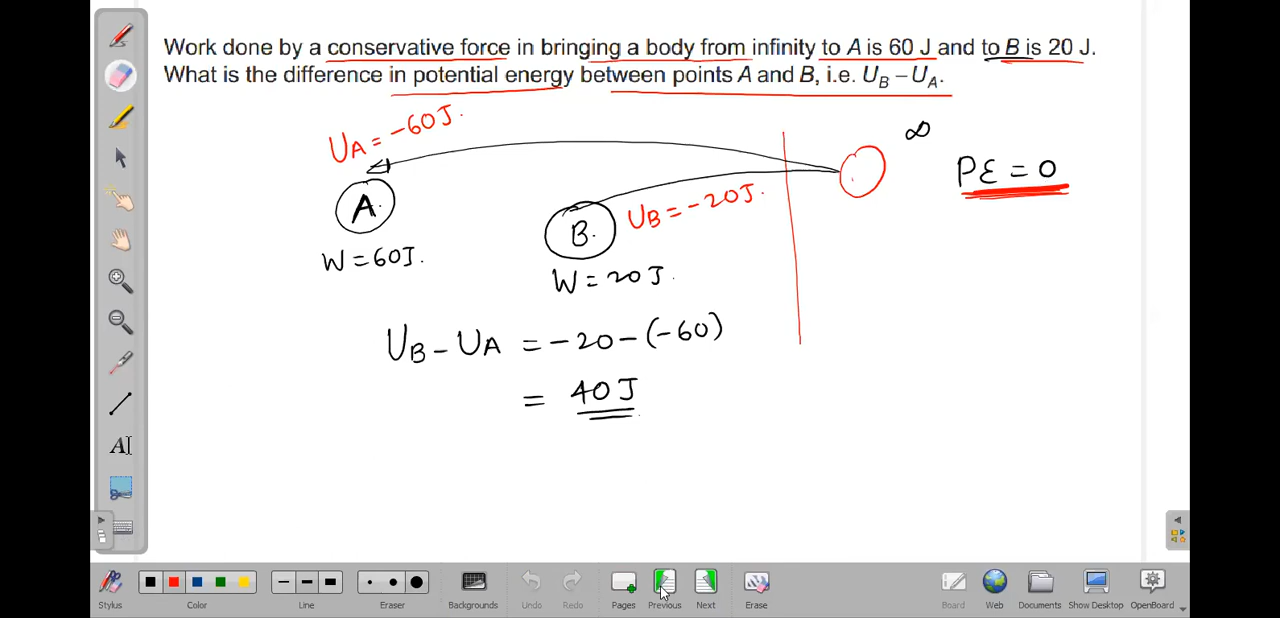 Work done by a conservative force in bringing a body from infinity to A is 60 J and to B is 20 J.
What is the difference in potential energy between points A and B, i.e. U_B – U_A.
U_A = -60J.
∞
PE = 0
A
U_B = -20J.
B
W = 60J.
W = 20J.
U_B - U_A = -20 - (-60)
= 40J
A
Stylus
Color
Line
Eraser
Backgrounds
Undo
Redo
Pages
Previous
Next
Erase
Board
Web
Documents
Show Desktop
OpenBoard